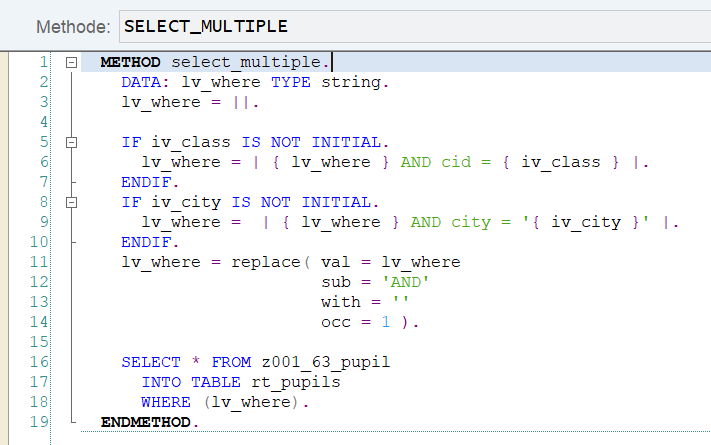 Methode: SELECT_MULTIPLE
1 METHOD select_multiple.
2 DATA: lv_where TYPE string.
3 lv_where = ||.
4
5 IF iv_class IS NOT INITIAL.
6 lv_where = | { lv_where } AND cid = { iv_class } |.
7 ENDIF.
8 IF iv_city IS NOT INITIAL.
9 lv_where =  | { lv_where } AND city = '{ iv_city }' |.
10 ENDIF.
11 lv_where = replace( val = lv_where
12 sub = 'AND'
13 with = ''
14 occ = 1 ).
15
16 SELECT * FROM z001_63_pupil
17 INTO TABLE rt_pupils
18 WHERE (lv_where).
19 ENDMETHOD.